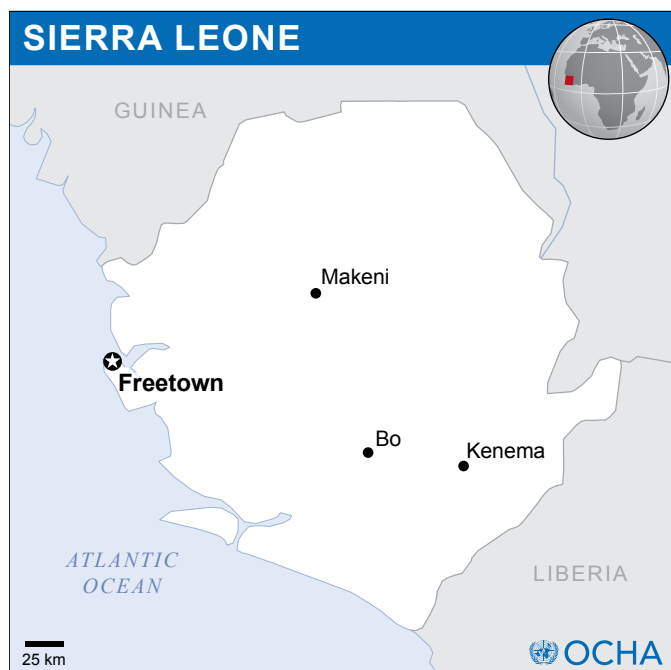 SIERRA LEONE
GUINEA
Makeni
Freetown
Bo
Kenema
ATLANTIC
OCEAN
LIBERIA
25 km
OCHA